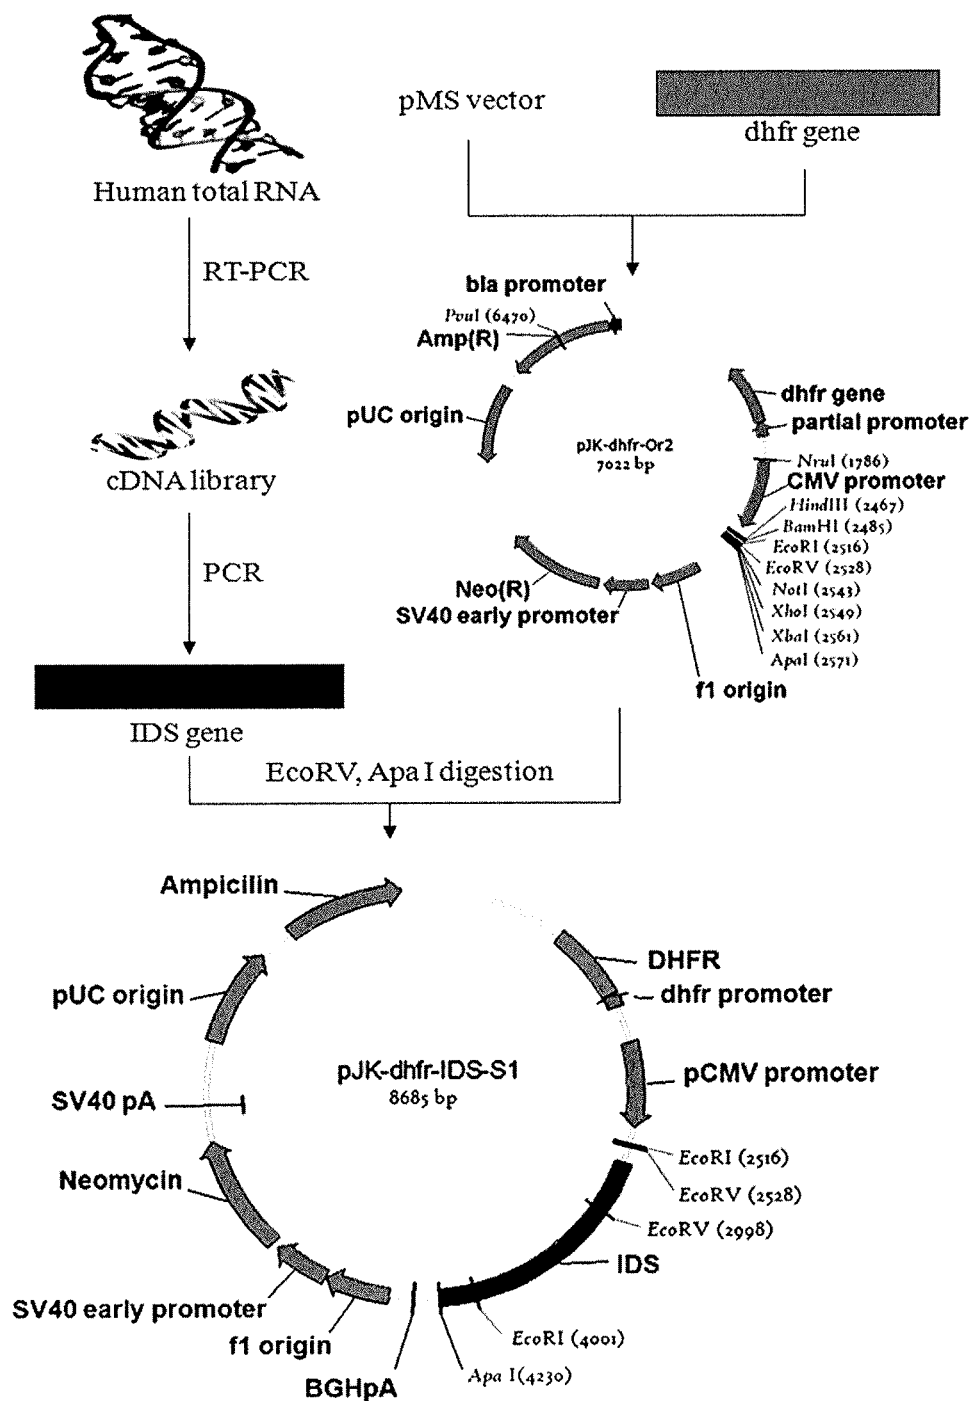 Human total RNA
RT-PCR
cDNA library
PCR
IDS gene
pMS vector
dhfr gene
bla promoter
PvuI (6470)
Amp(R)
pUC origin
pJK-dhfr-Or2
7022 bp
dhfr gene
partial promoter
NruI (1786)
CMV promoter
HindIII (2467)
BamHI (2485)
EcoRI (2516)
EcoRV (2528)
NotI (2543)
XhoI (2549)
XbaI (2561)
ApaI (2571)
Neo(R)
SV40 early promoter
f1 origin
EcoRV, Apa I digestion
Ampicilin
pUC origin
SV40 pA
Neomycin
SV40 early promoter
f1 origin
BGHpA
pJK-dhfr-IDS-S1
8685 bp
DHFR
dhfr promoter
pCMV promoter
EcoRI (2516)
EcoRV (2528)
EcoRV (2998)
IDS
EcoRI (4001)
Apa I(4230)